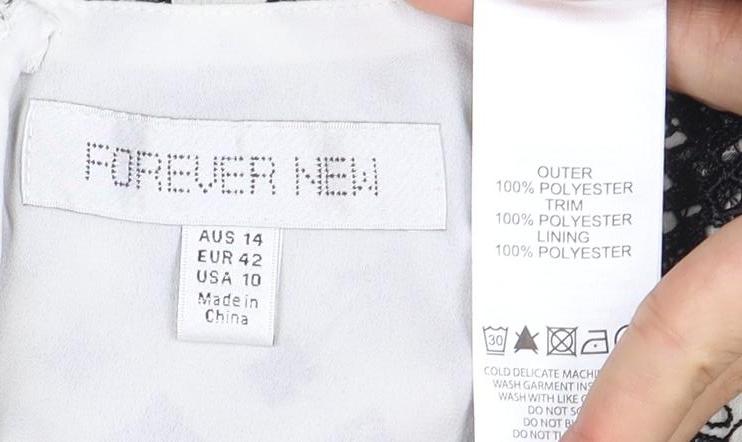 FOREVER NEW
AUS 14
EUR 42
USA 10
Made in
China
OUTER
100% POLYESTER
TRIM
100% POLYESTER
LINING
100% POLYESTER
30
COLD DELICATE
WASH GARMENT
WASH WITH LIKE
DO NOT
DO NOT
DO NOT